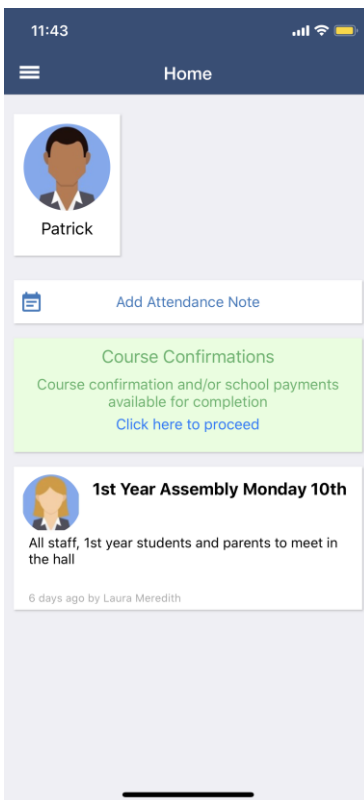 11:43
Home
Patrick
Add Attendance Note
Course Confirmations
Course confirmation and/or school payments
available for completion
Click here to proceed
1st Year Assembly Monday 10th
All staff, 1st year students and parents to meet in
the hall
6 days ago by Laura Meredith